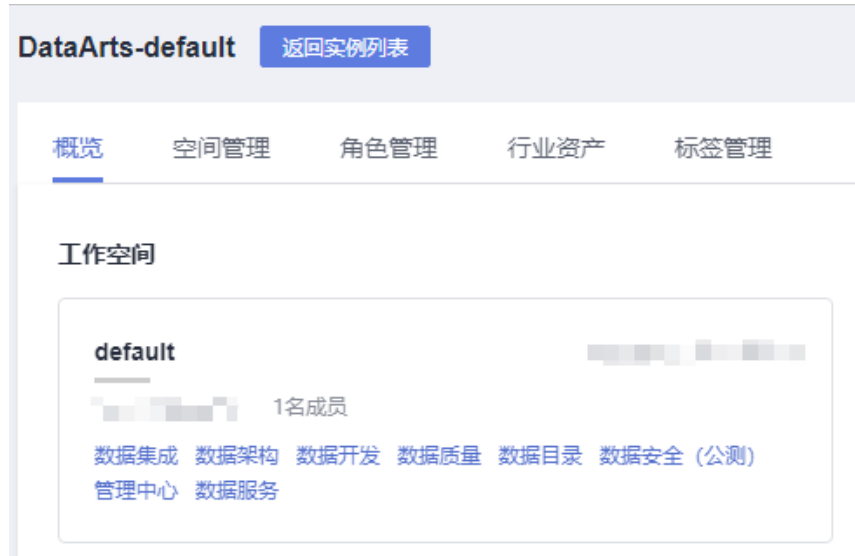 DataArts-default 返回实例列表
概览 空间管理 角色管理 行业资产 标签管理
工作空间
default
1名成员
数据集成 数据架构 数据开发 数据质量 数据目录 数据安全（公测）
管理中心 数据服务